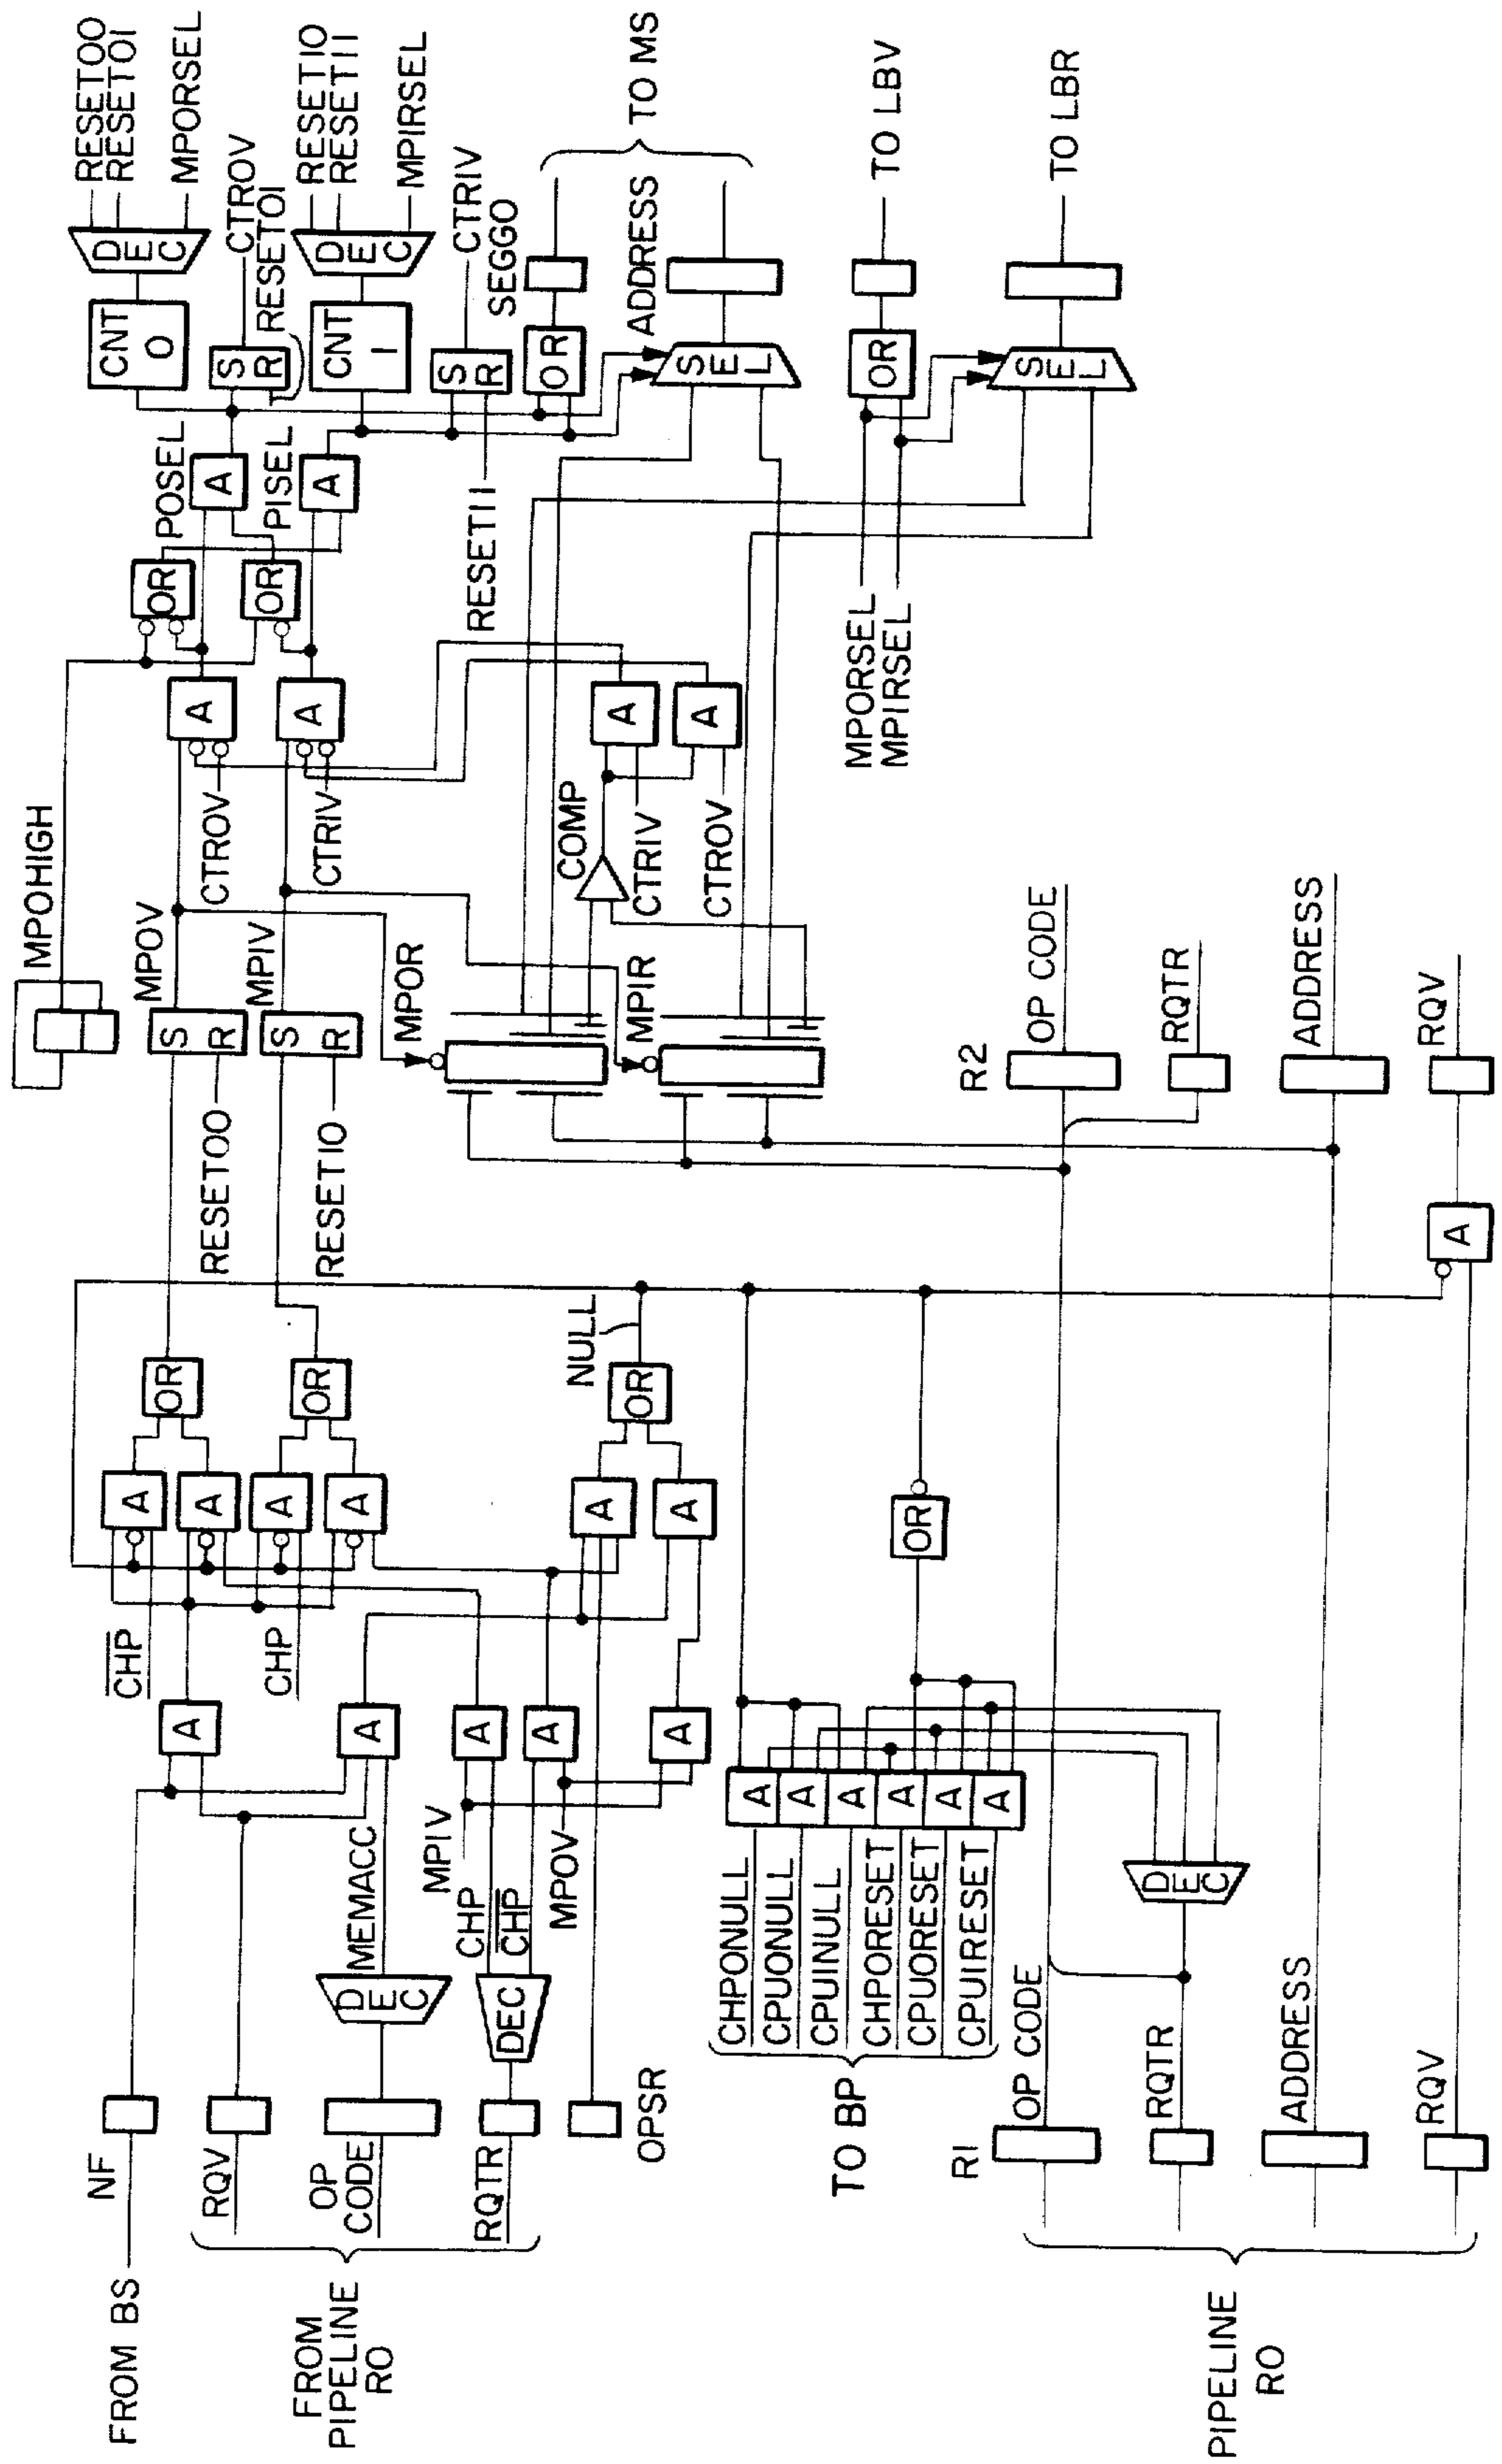 FROM BS
NF
FROM
PIPELINE
RO
RQV
OP
CODE
RQTR
OPSR
DEC
MEMACC
DEC
CHP
CHP
MPIV
MPOV
A
A
A
A
A
CHP
CHP
A
A
A
A
A
A
OR
OR
OR
NULL
RESETOO
RESETIO
S
R
S
R
MPOV
MPIV
MPOHIGH
CTROV
CTRIV
A
A
OR
OR
POSEL
PISEL
A
A
CNT
O
CNT
I
S
R
S
R
DEC
DEC
RESETOO
RESETOI
MPORSEL
CTROV
RESETOI
RESETIO
RESETII
MPIRSEL
CTRIV
RESETII
SEGGO
OR
ADDRESS
SEL
TO MS
MPOR
MPIR
COMP
CTRIV
CTROV
A
A
MPORSEL
MPIRSEL
OR
SEL
TO LBV
TO LBR
TO BP
CHPONULL
CPUONULL
CPUINULL
CHPORESET
CPUORESET
CPUIRESET
A
A
A
A
A
A
OR
DEC
PIPELINE
RO
RI
OP CODE
RQTR
ADDRESS
RQV
A
R2
OP CODE
RQTR
ADDRESS
RQV